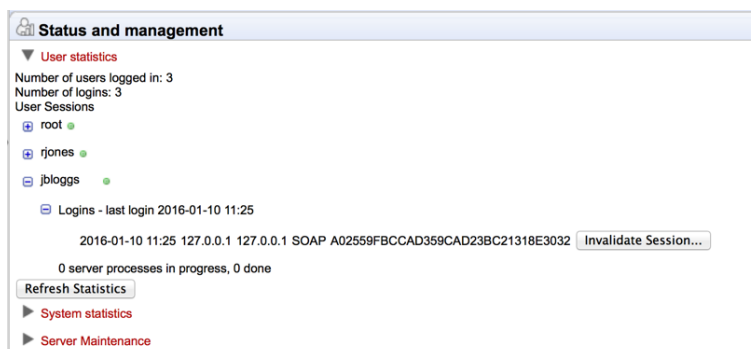 Status and management
User statistics
Number of users logged in: 3
Number of logins: 3
User Sessions
root
rjones
jbloggs
Logins - last login 2016-01-10 11:25
2016-01-10 11:25 127.0.0.1 127.0.0.1 SOAP A02559FBCCAD359CAD23BC21318E3032 Invalidate Session...
0 server processes in progress, 0 done
Refresh Statistics
System statistics
Server Maintenance